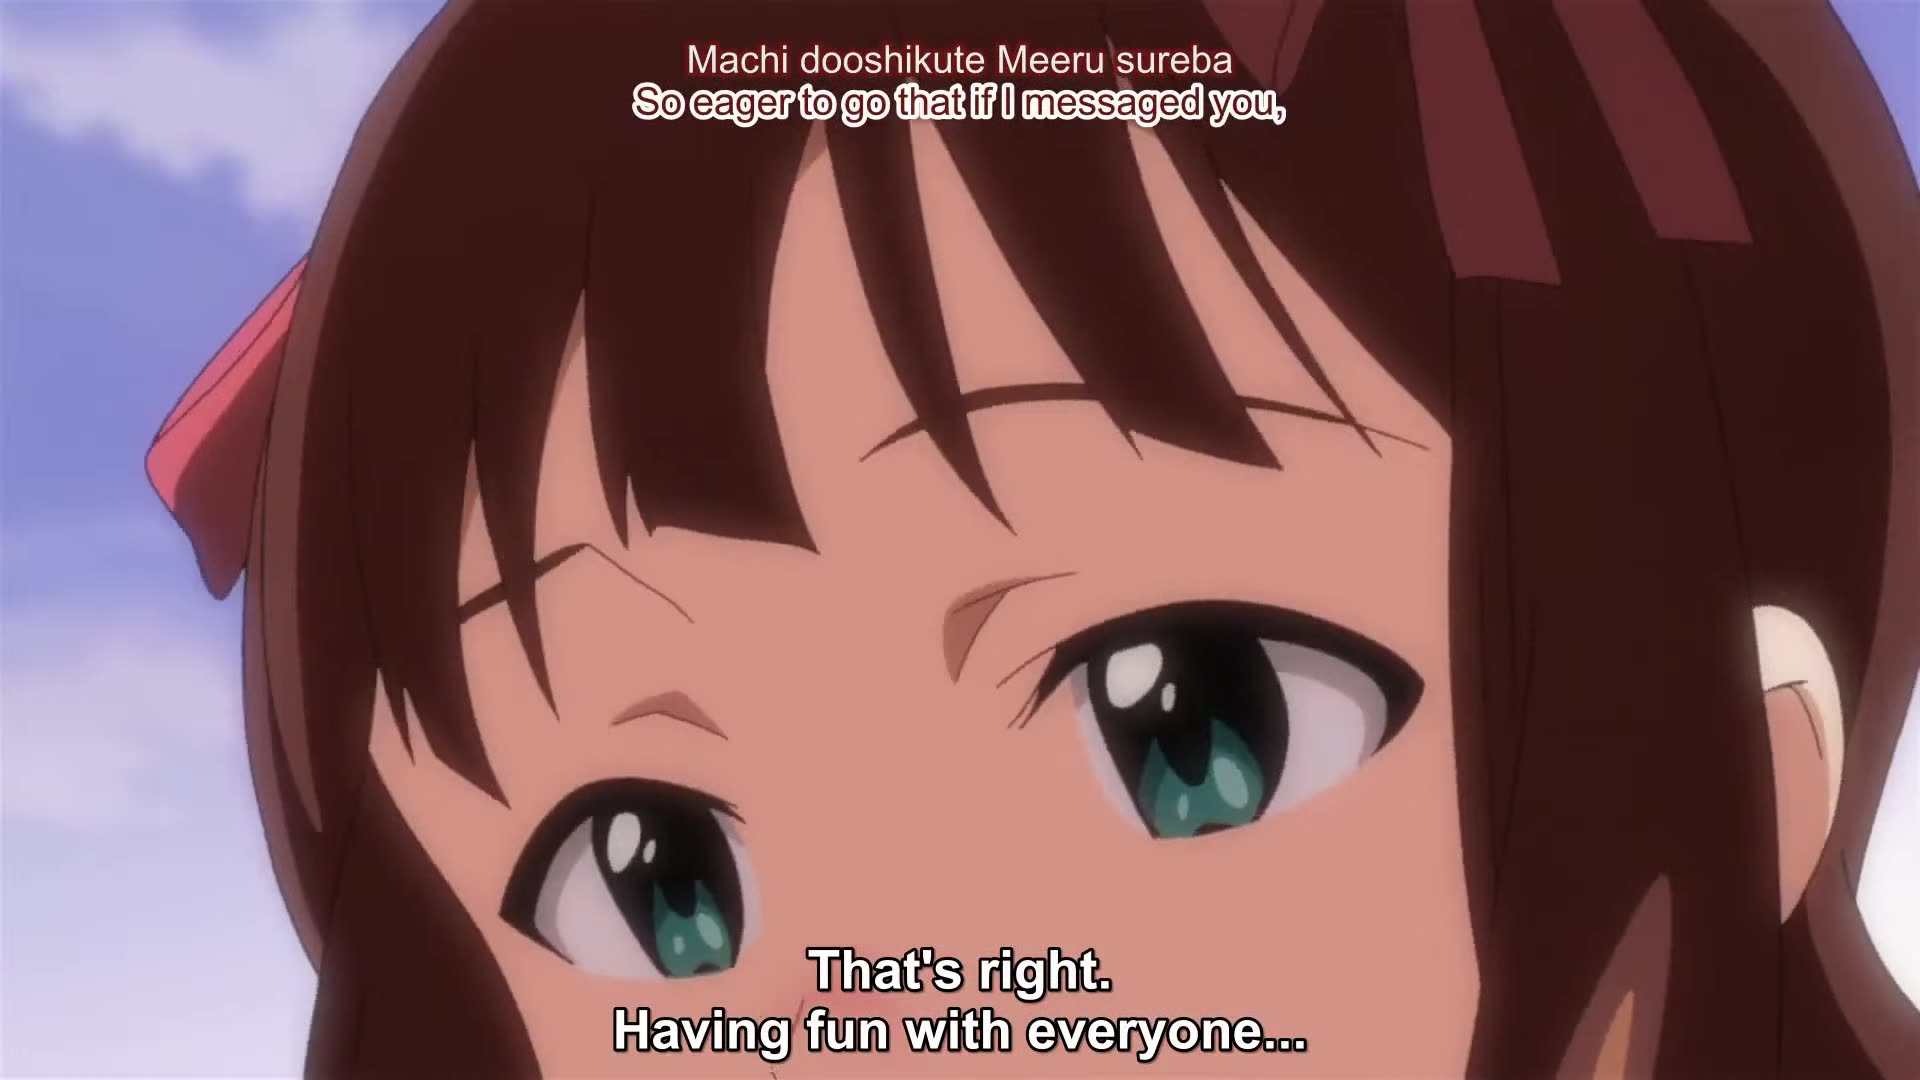 Machi dooshikute Meeru sureba
So eager to go that if I messaged you,
That's right.
Having fun with everyone...